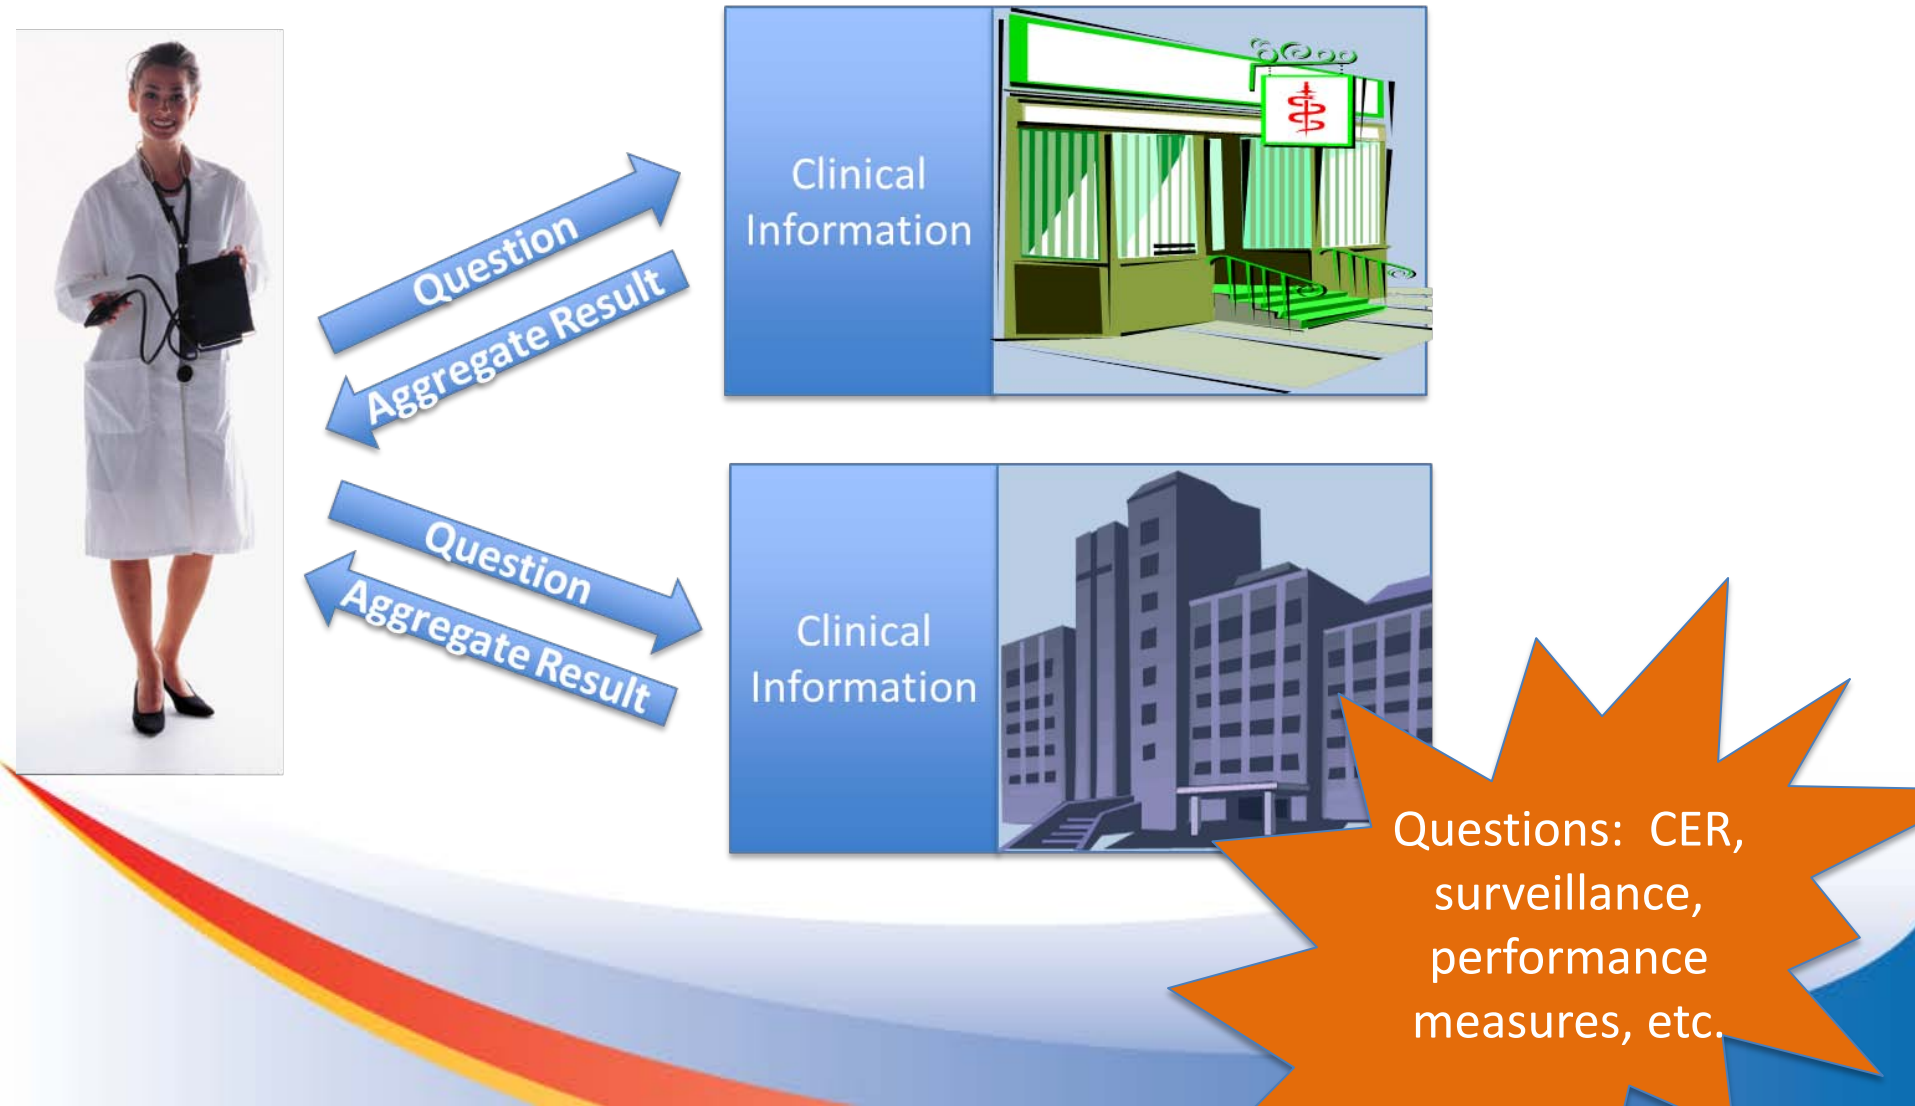 Clinical
Information
Question
Aggregate Result
Question
Aggregate Result
Clinical
Information
Questions:  CER,
surveillance,
performance
measures, etc.